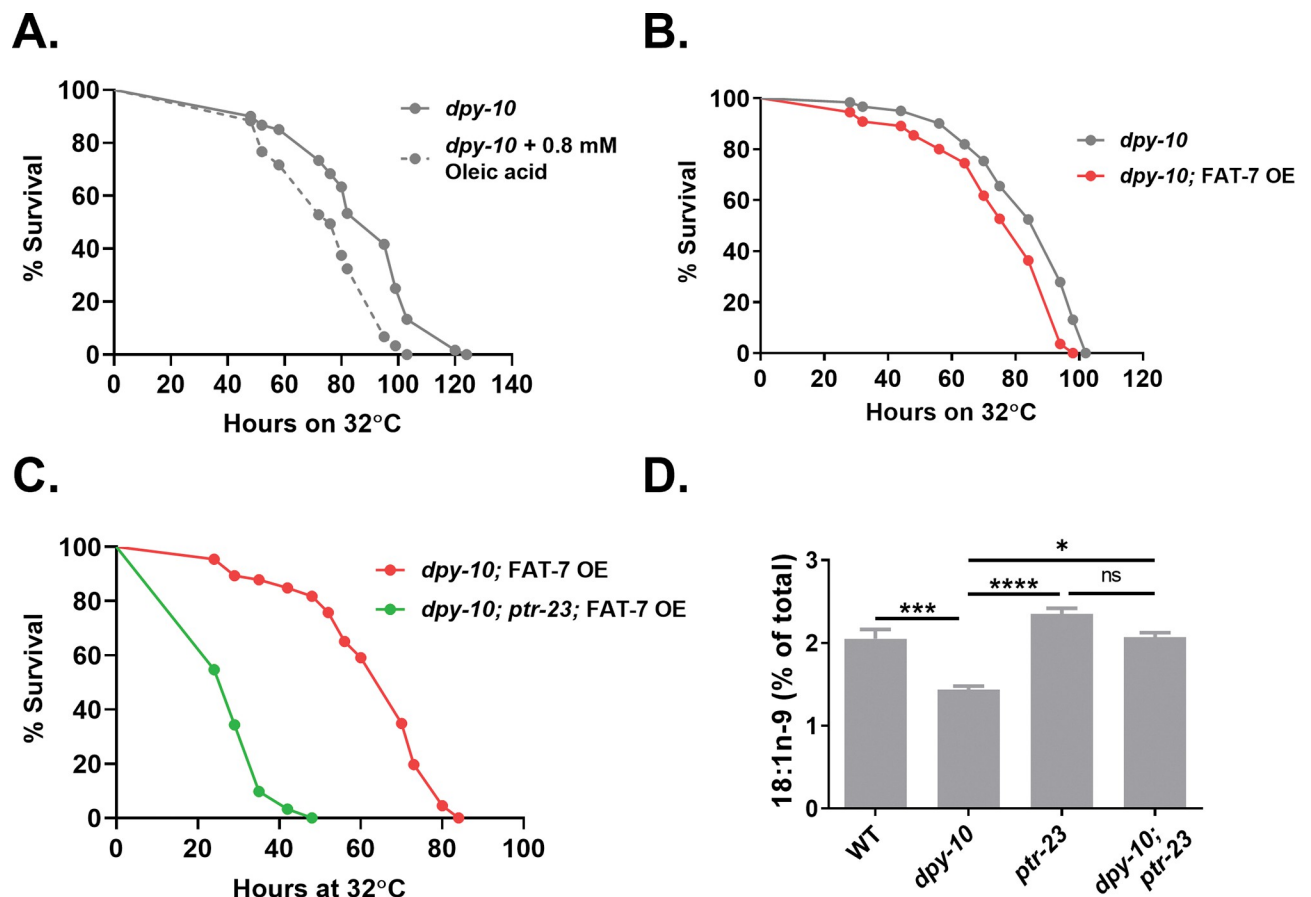 A.
% Survival
100
80
60
40
20
0
0 20 40 60 80 100 120 140
Hours on 32°C
dpy-10
dpy-10 + 0.8 mM
Oleic acid
B.
% Survival
100
80
60
40
20
0
0 20 40 60 80 100 120
Hours on 32°C
dpy-10
dpy-10; FAT-7 OE
C.
% Survival
100
80
60
40
20
0
0 20 40 60 80 100
Hours at 32°C
dpy-10; FAT-7 OE
dpy-10; ptr-23; FAT-7 OE
D.
18:1n-9 (% of total)
3
2
1
0
*
**** ns
***
WT dpy-10 ptr-23 dpy-10;
ptr-23